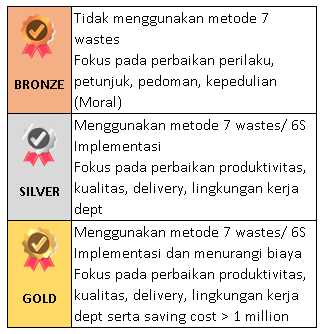 BRONZE
Tidak menggunakan metode 7
wastes
Fokus pada perbaikan perilaku,
petunjuk, pedoman, kepedulian
(Moral)
SILVER
Menggunakan metode 7 wastes/ 6S
Implementasi
Fokus pada perbaikan produktivitas,
kualitas, delivery, lingkungan kerja
dept
GOLD
Menggunakan metode 7 wastes/ 6S
Implementasi dan menurangi biaya
Fokus pada perbaikan produktivitas,
kualitas, delivery, lingkungan kerja
dept serta saving cost > 1 million